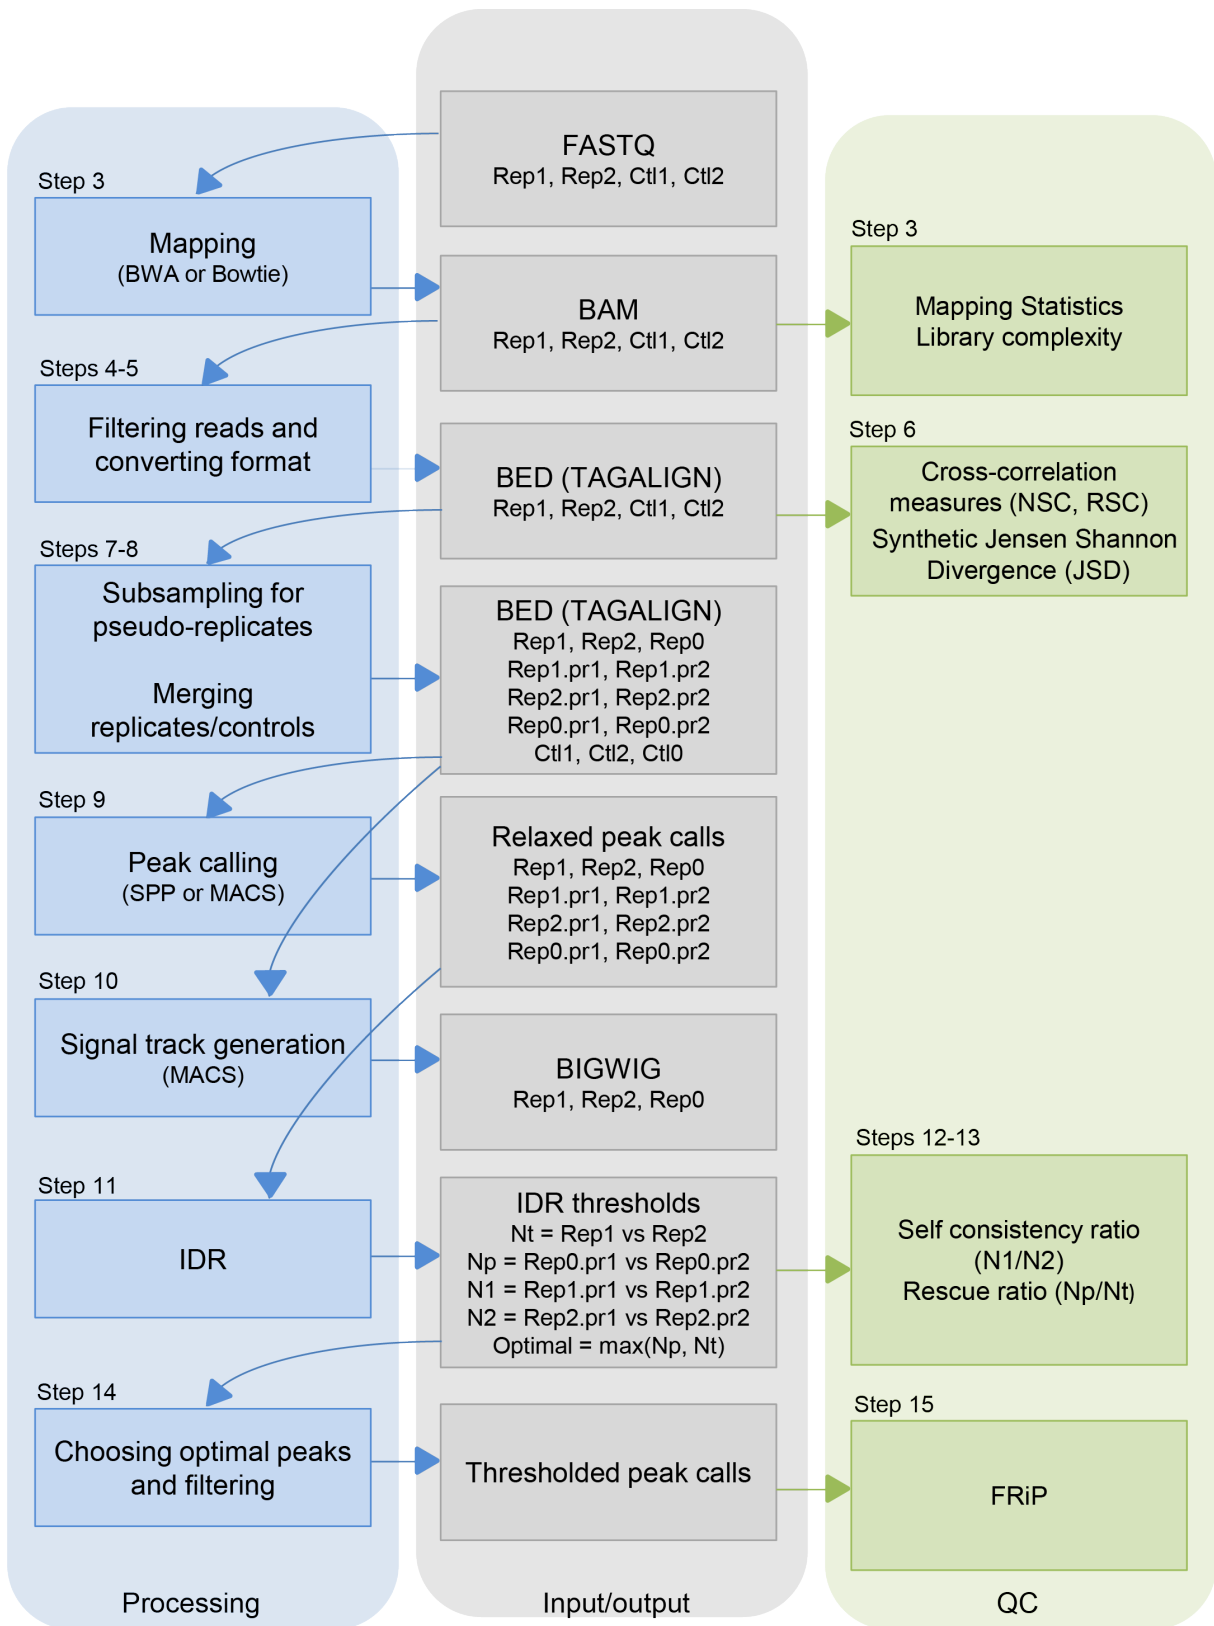 FASTQ
Rep1, Rep2, Ctl1, Ctl2
Step 3
Mapping
(BWA or Bowtie)
BAM
Rep1, Rep2, Ctl1, Ctl2
Step 3
Mapping Statistics
Library complexity
Steps 4-5
Filtering reads and
converting format
BED (TAGALIGN)
Rep1, Rep2, Ctl1, Ctl2
Step 6
Cross-correlation
measures (NSC, RSC)
Synthetic Jensen Shannon
Divergence (JSD)
Steps 7-8
Subsampling for
pseudo-replicates
Merging
replicates/controls
BED (TAGALIGN)
Rep1, Rep2, Rep0
Rep1.pr1, Rep1.pr2
Rep2.pr1, Rep2.pr2
Rep0.pr1, Rep0.pr2
Ctl1, Ctl2, Ctl0
Step 9
Peak calling
(SPP or MACS)
Relaxed peak calls
Rep1, Rep2, Rep0
Rep1.pr1, Rep1.pr2
Rep2.pr1, Rep2.pr2
Rep0.pr1, Rep0.pr2
Step 10
Signal track generation
(MACS)
BIGWIG
Rep1, Rep2, Rep0
Step 11
IDR
IDR thresholds
Nt = Rep1 vs Rep2
Np = Rep0.pr1 vs Rep0.pr2
N1 = Rep1.pr1 vs Rep1.pr2
N2 = Rep2.pr1 vs Rep2.pr2
Optimal = max(Np, Nt)
Steps 12-13
Self consistency ratio
(N1/N2)
Rescue ratio (Np/Nt)
Step 14
Choosing optimal peaks
and filtering
Thresholded peak calls
Step 15
FRiP
Processing
Input/output
QC